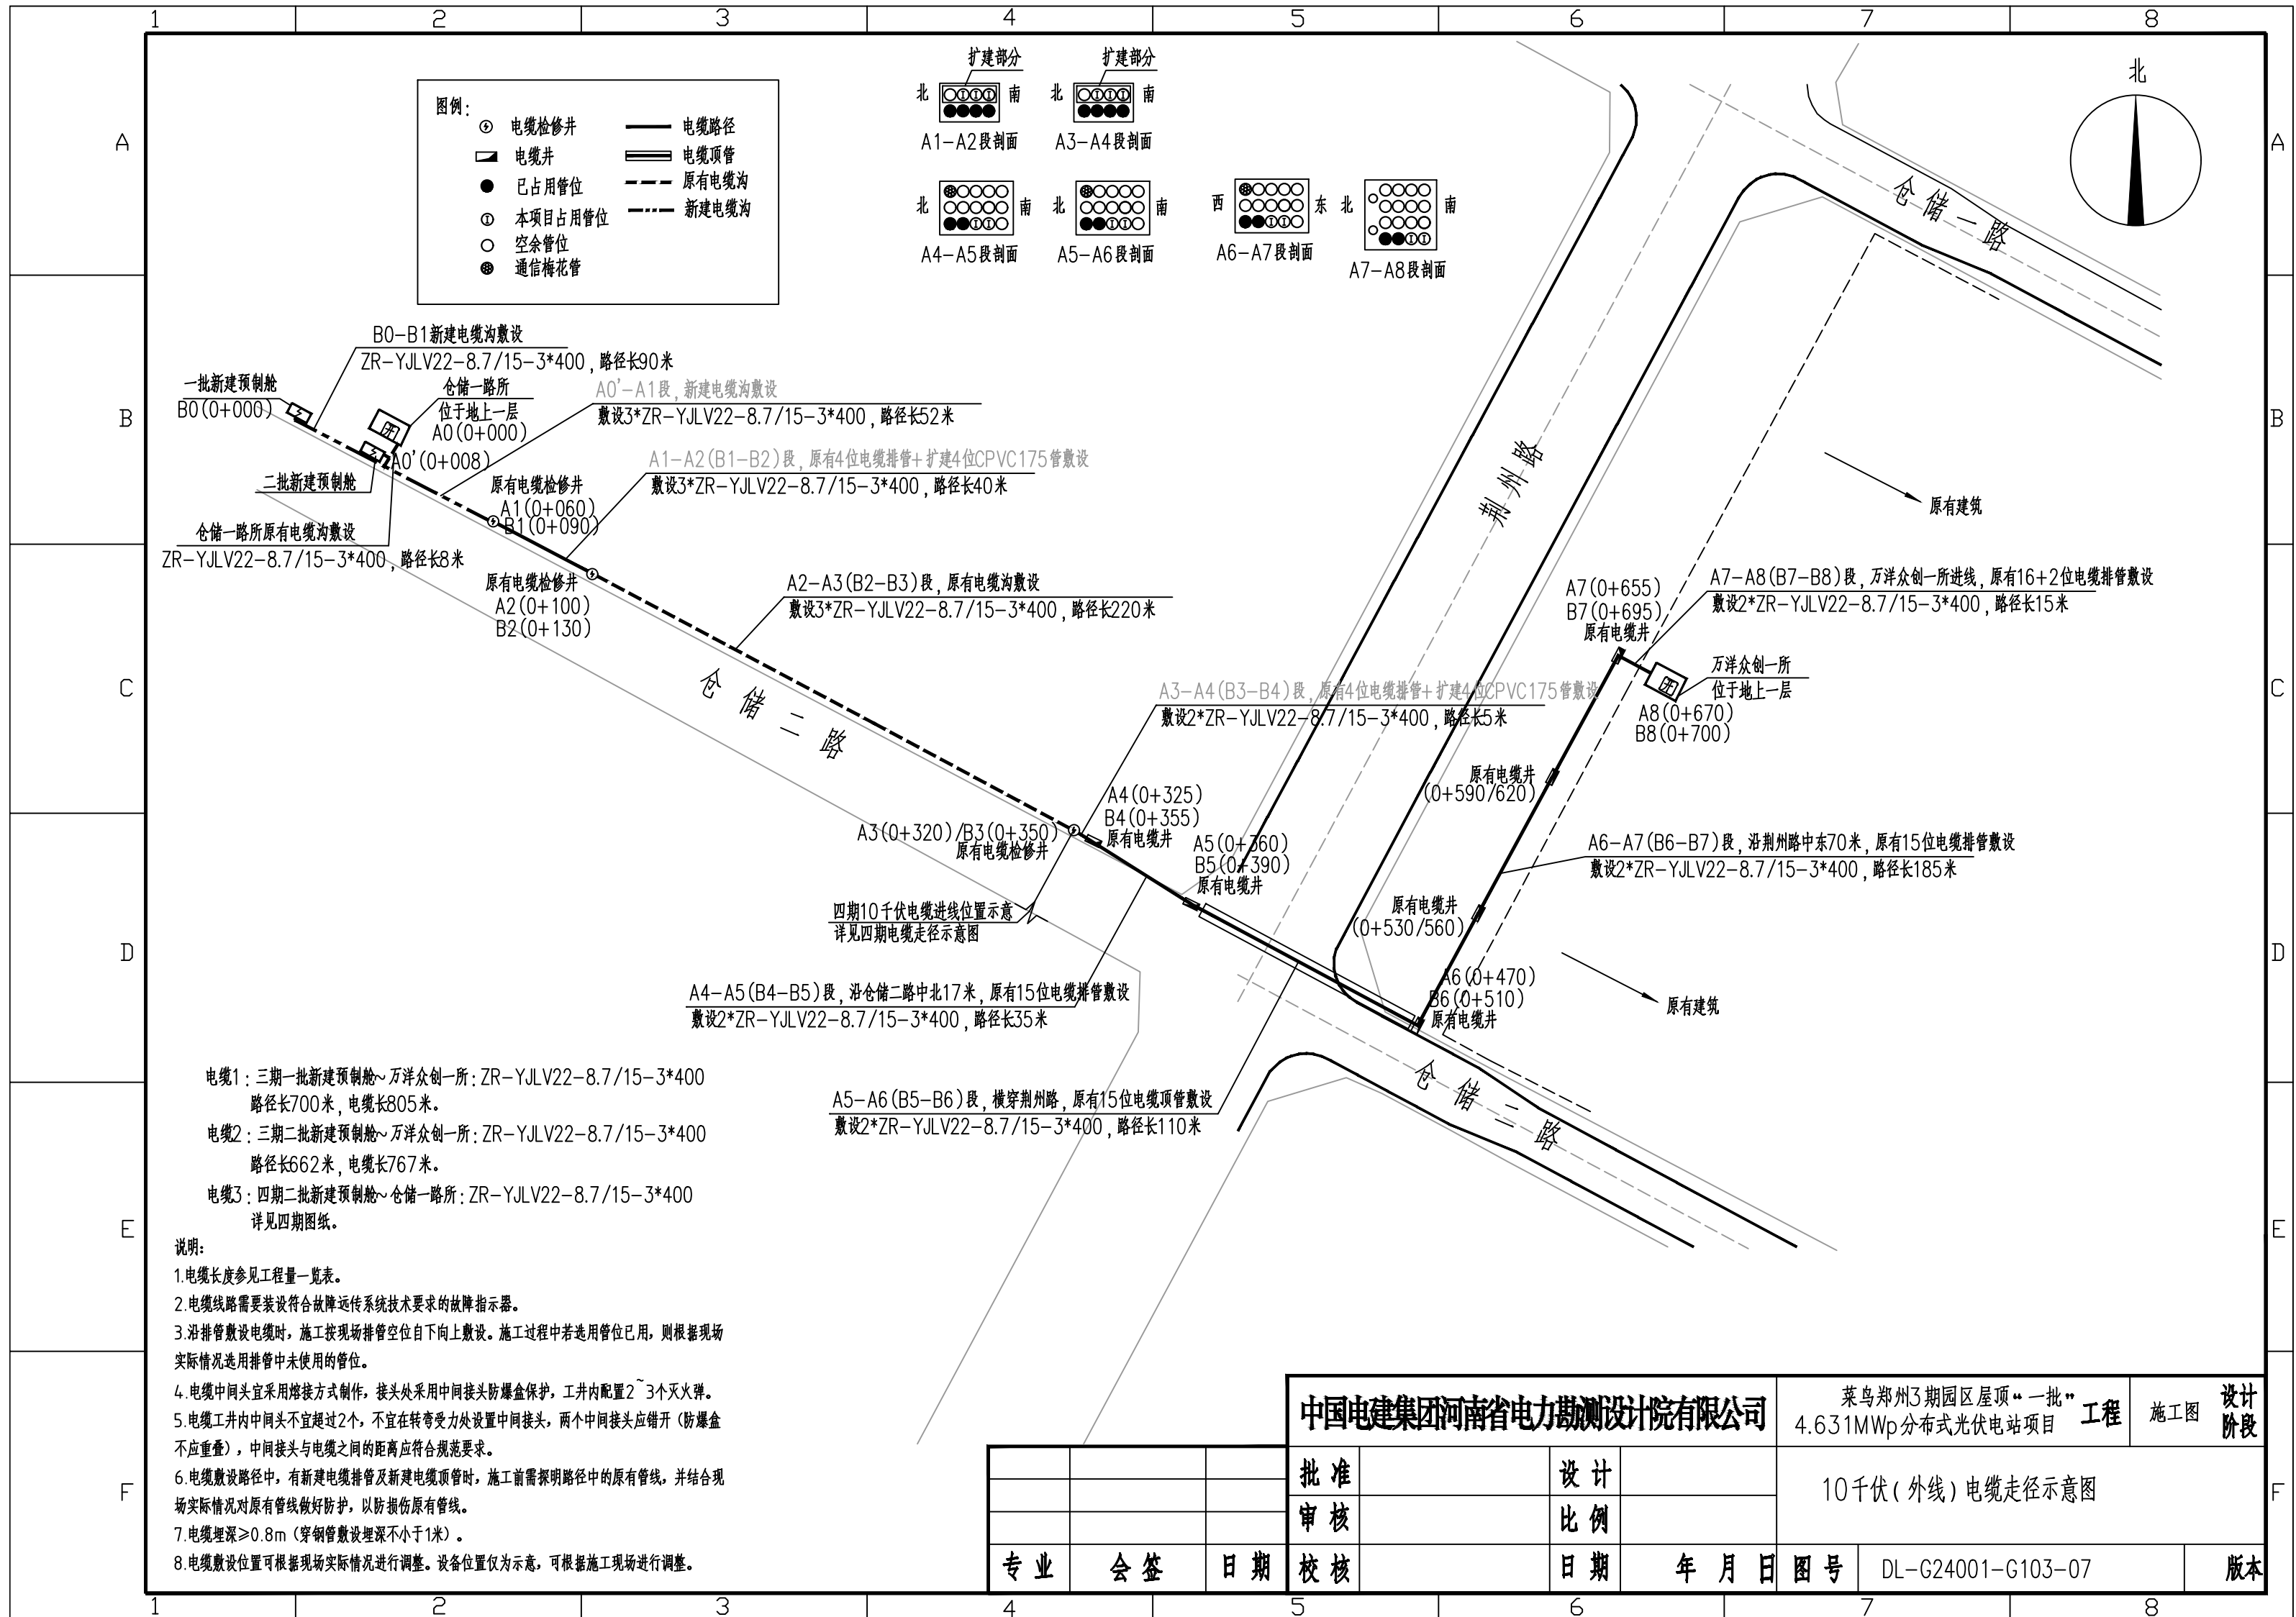 1 2 3 4 5 6 7 8
A
B
C
D
E
F
图例:
电缆检修井
电缆路径
电缆井
电缆顶管
已占用管位
原有电缆沟
本项目占用管位
新建电缆沟
空余管位
通信梅花管
扩建部分
北 南
A1-A2段剖面
扩建部分
北 南
A3-A4段剖面
北 南
A4-A5段剖面
北 南
A5-A6段剖面
西 东
A6-A7段剖面
北 南
A7-A8段剖面
北
仓储一路
B0-B1新建电缆沟敷设
ZR-YJLV22-8.7/15-3*400,路径长90米
一批新建预制舱
B0(0+000)
仓储一路所
位于地上一层
A0(0+000)
A0'(0+008)
A0'-A1段,新建电缆沟敷设
敷设3*ZR-YJLV22-8.7/15-3*400,路径长52米
A1-A2(B1-B2)段,原有4位电缆排管+扩建4位CPVC175管敷设
敷设3*ZR-YJLV22-8.7/15-3*400,路径长40米
二批新建预制舱
原有电缆检修井
A1(0+060)
B1(0+090)
仓储一路所原有电缆沟敷设
ZR-YJLV22-8.7/15-3*400,路径长8米
原有电缆检修井
A2(0+100)
B2(0+130)
A2-A3(B2-B3)段,原有电缆沟敷设
敷设3*ZR-YJLV22-8.7/15-3*400,路径长220米
荆州路
原有建筑
A7(0+655)
B7(0+695)
原有电缆井
A7-A8(B7-B8)段,万洋众创一所进线,原有16+2位电缆排管敷设
敷设2*ZR-YJLV22-8.7/15-3*400,路径长15米
万洋众创一所
位于地上一层
A8(0+670)
B8(0+700)
仓储二路
A3-A4(B3-B4)段,原有4位电缆排管+扩建4位CPVC175管敷设
敷设2*ZR-YJLV22-8.7/15-3*400,路径长5米
原有电缆井
(0+590/620)
A4(0+325)
B4(0+355)
原有电缆井
A3(0+320)/B3(0+350)
原有电缆检修井
A5(0+360)
B5(0+390)
原有电缆井
A6-A7(B6-B7)段,沿荆州路中东70米,原有15位电缆排管敷设
敷设2*ZR-YJLV22-8.7/15-3*400,路径长185米
四期10千伏电缆进线位置示意
详见四期电缆走径示意图
原有电缆井
(0+530/560)
A6(0+470)
B6(0+510)
原有电缆井
原有建筑
A4-A5(B4-B5)段,沿仓储二路中北17米,原有15位电缆排管敷设
敷设2*ZR-YJLV22-8.7/15-3*400,路径长35米
A5-A6(B5-B6)段,横穿荆州路,原有15位电缆顶管敷设
敷设2*ZR-YJLV22-8.7/15-3*400,路径长110米
仓储二路
电缆1:三期一批新建预制舱~万洋众创一所:ZR-YJLV22-8.7/15-3*400
路径长700米,电缆长805米。
电缆2:三期二批新建预制舱~万洋众创一所:ZR-YJLV22-8.7/15-3*400
路径长662米,电缆长767米。
电缆3:四期二批新建预制舱~仓储一路所:ZR-YJLV22-8.7/15-3*400
详见四期图纸。
说明:
1.电缆长度参见工程量一览表。
2.电缆线路需要装设符合故障远传系统技术要求的故障指示器。
3.沿排管敷设电缆时,施工按现场排管空位自下向上敷设。施工过程中若选用管位已用,则根据现场
实际情况选用排管中未使用的管位。
4.电缆中间头宜采用熔接方式制作,接头处采用中间接头防爆盒保护,工井内配置2~3个灭火弹。
5.电缆工井内中间头不宜超过2个,不宜在转弯受力处设置中间接头,两个中间接头应错开(防爆盒
不应重叠),中间接头与电缆之间的距离应符合规范要求。
6.电缆敷设路径中,有新建电缆排管及新建电缆顶管时,施工前需探明路径中的原有管线,并结合现
场实际情况对原有管线做好防护,以防损伤原有管线。
7.电缆埋深≥0.8m(穿钢管敷设埋深不小于1米)。
8.电缆敷设位置可根据现场实际情况进行调整。设备位置仅为示意,可根据施工现场进行调整。
中国电建集团河南省电力勘测设计院有限公司
菜鸟郑州3期园区屋顶“一批”
4.631MWp分布式光伏电站项目
工程
施工图
设计
阶段
批准
设计
审核
比例
10千伏(外线)电缆走径示意图
专业 会签 日期 校核
日期 年 月 日
图号
DL-G24001-G103-07
版本
A
B
C
D
E
F
1 2 3 4 5 6 7 8